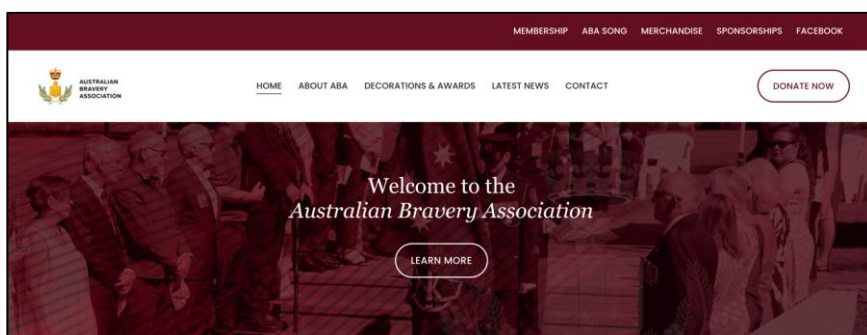 MEMBERSHIP ABA SONG MERCHANDISE SPONSORSHIPS FACEBOOK
AUSTRALIAN
BRAVERY
ASSOCIATION
HOME ABOUT ABA DECORATIONS & AWARDS LATEST NEWS CONTACT
DONATE NOW
Welcome to the
Australian Bravery Association
LEARN MORE